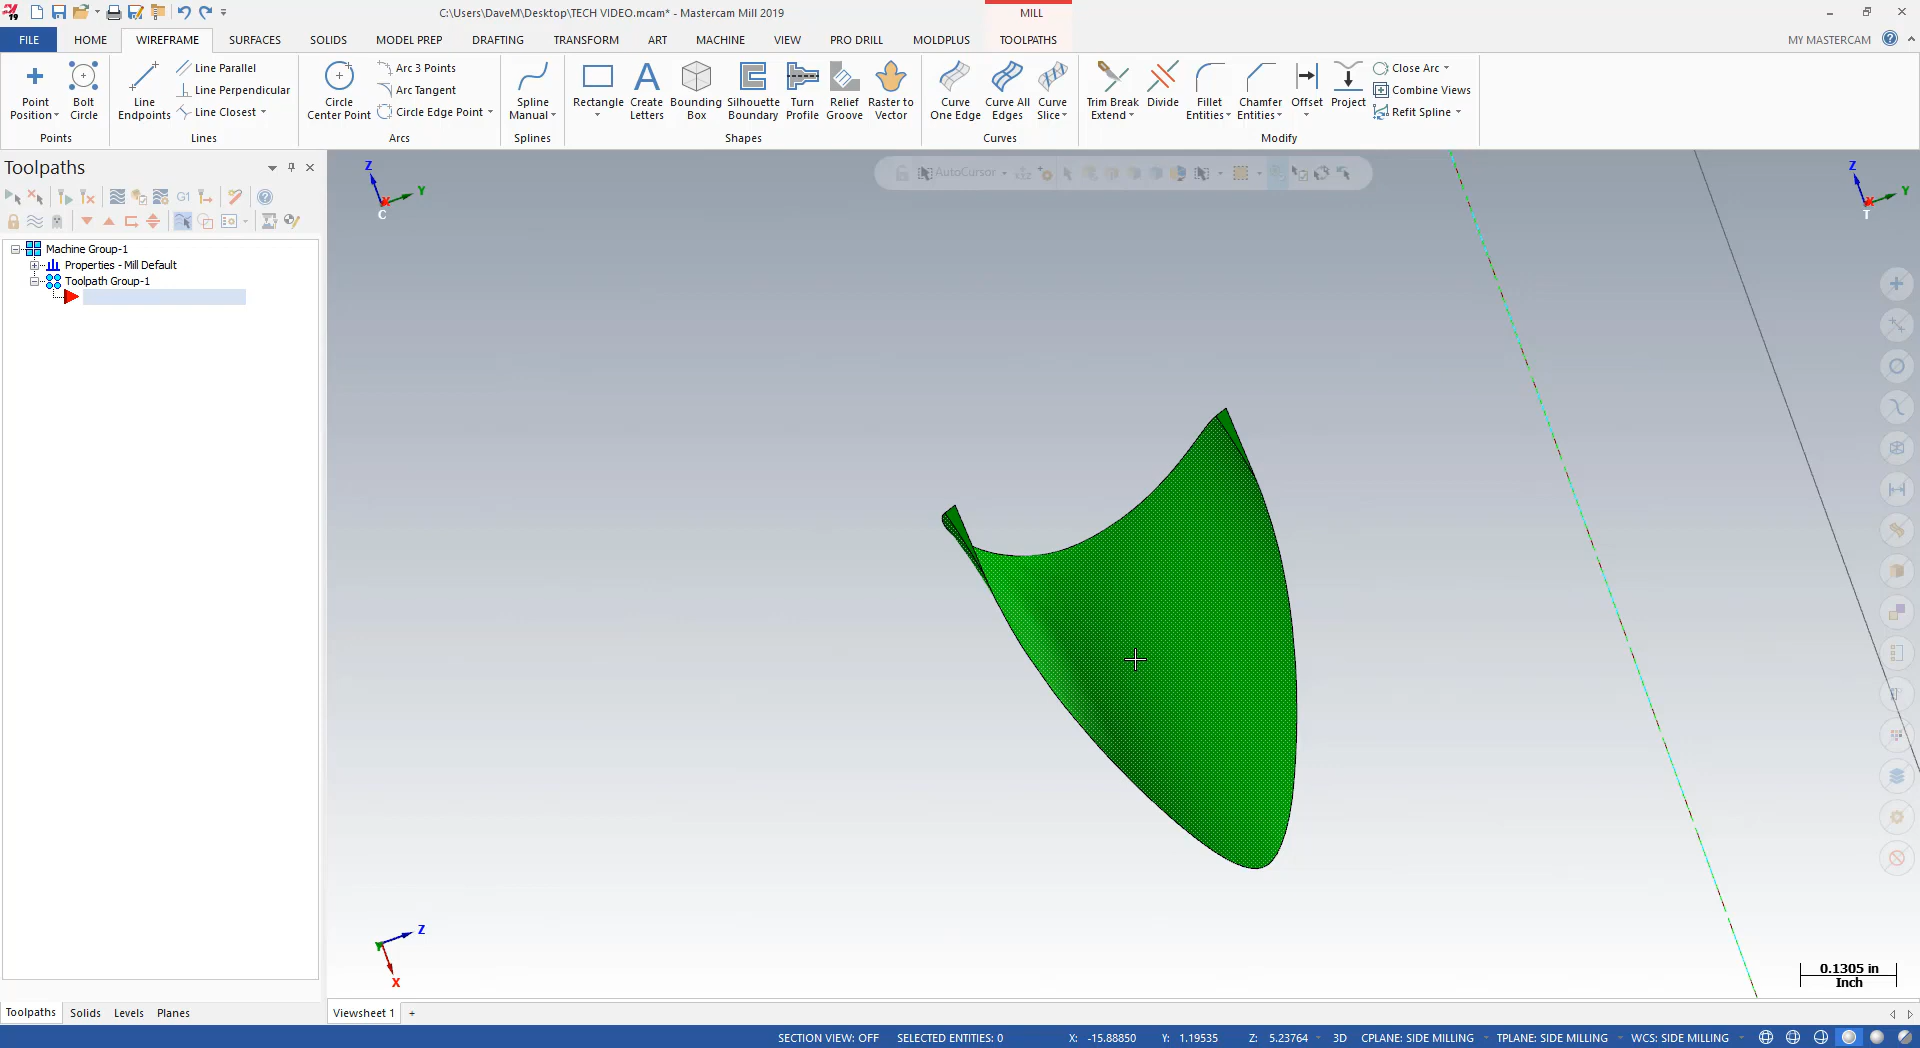 C:\Users\DaveM\Desktop\TECH VIDEO.mcam* - Mastercam Mill 2019
MILL
FILE HOME WIREFRAME SURFACES SOLIDS MODEL PREP DRAFTING TRANSFORM ART MACHINE VIEW PRO DRILL MOLDPLUS TOOLPATHS MY MASTERCAM
Point Position
Bolt Circle
Points
Line Endpoints
Line Parallel
Line Perpendicular
Line Closest
Lines
Circle Center Point
Arc 3 Points
Arc Tangent
Circle Edge Point
Arcs
Spline Manual
Splines
Rectangle
Create Letters
Bounding Box
Silhouette Boundary
Turn Profile
Relief Groove
Raster to Vector
Shapes
Curve One Edge
Curve All Edges
Curve Slice
Curves
Trim Break Extend
Divide
Fillet Entities
Chamfer Entities
Offset
Project
Close Arc
Combine Views
Refit Spline
Modify
Toolpaths
G1
Machine Group-1
Properties - Mill Default
Toolpath Group-1
AutoCursor
Z
Y
X
C
Z
Y
X
T
Z
Y
X
0.1305 in
Inch
Toolpaths Solids Levels Planes
Viewsheet 1 +
SECTION VIEW: OFF SELECTED ENTITIES: 0 X: -15.88850 Y: 1.19535 Z: 5.23764 3D CPLANE: SIDE MILLING TPLANE: SIDE MILLING WCS: SIDE MILLING